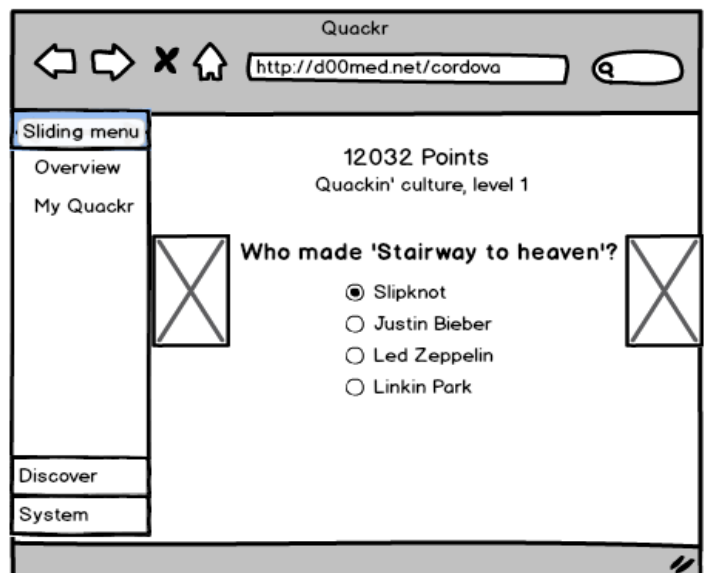 Quackr
http://d00med.net/cordova
Sliding menu
Overview
My Quackr
Discover
System
12032 Points
Quackin' culture, level 1
Who made 'Stairway to heaven'?
Slipknot
Justin Bieber
Led Zeppelin
Linkin Park